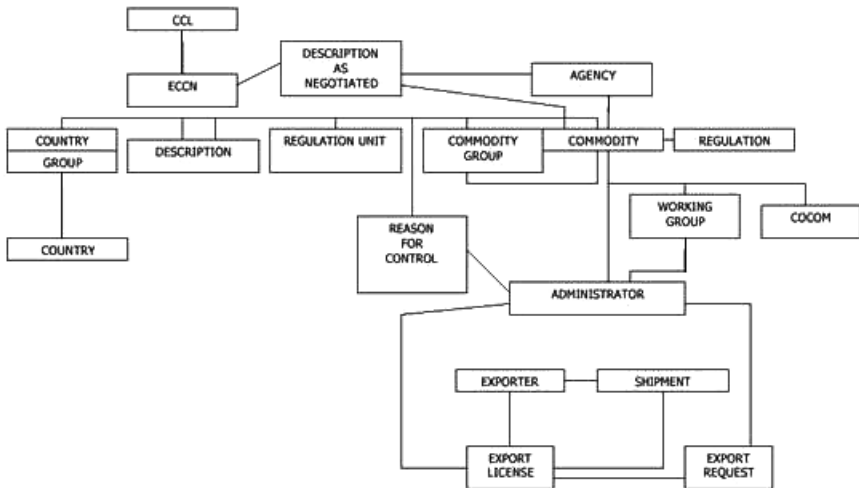 CCL
DESCRIPTION
AS
NEGOTIATED
ECCN
AGENCY
COUNTRY
GROUP
DESCRIPTION
REGULATION UNIT
COMMODITY
GROUP
COMMODITY
REGULATION
WORKING
GROUP
COCOM
COUNTRY
REASON
FOR
CONTROL
ADMINISTRATOR
EXPORTER
SHIPMENT
EXPORT
LICENSE
EXPORT
REQUEST